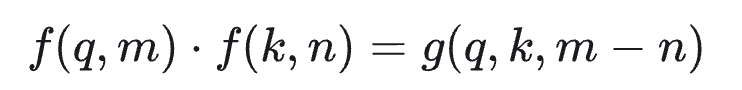 f(q, m) · f(k, n) = g(q, k, m − n)